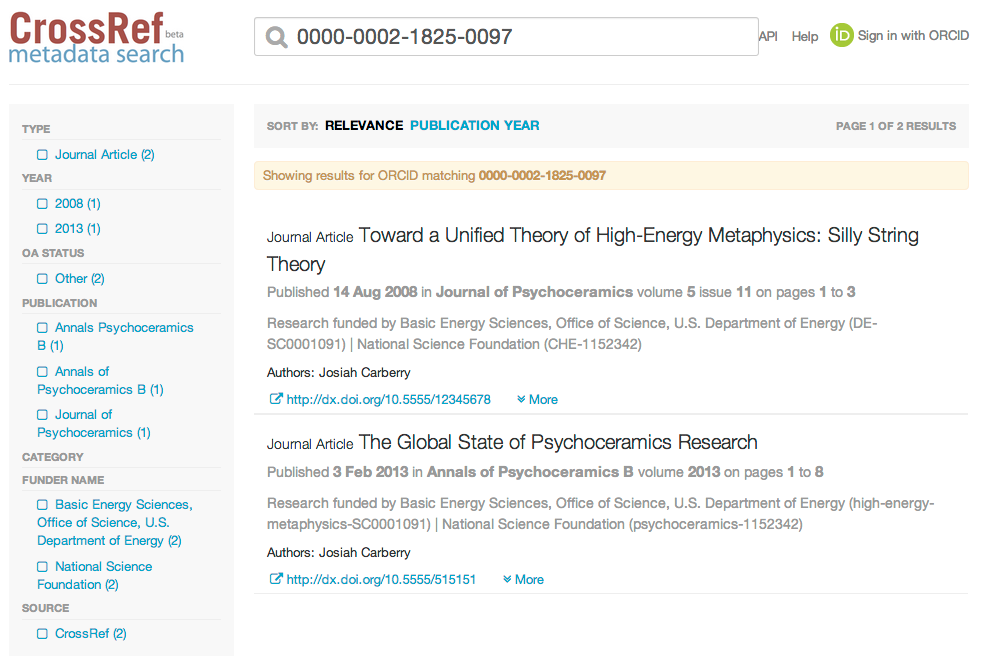 CrossRef beta
metadata search
0000-0002-1825-0097
API Help iD Sign in with ORCID
TYPE
Journal Article (2)
YEAR
2008 (1)
2013 (1)
OA STATUS
Other (2)
PUBLICATION
Annals Psychoceramics
B (1)
Annals of
Psychoceramics B (1)
Journal of
Psychoceramics (1)
CATEGORY
FUNDER NAME
Basic Energy Sciences,
Office of Science, U.S.
Department of Energy (2)
National Science
Foundation (2)
SOURCE
CrossRef (2)
SORT BY: RELEVANCE PUBLICATION YEAR
PAGE 1 OF 2 RESULTS
Showing results for ORCID matching 0000-0002-1825-0097
Journal Article Toward a Unified Theory of High-Energy Metaphysics: Silly String
Theory
Published 14 Aug 2008 in Journal of Psychoceramics volume 5 issue 11 on pages 1 to 3
Research funded by Basic Energy Sciences, Office of Science, U.S. Department of Energy (DE-
SC0001091) | National Science Foundation (CHE-1152342)
Authors: Josiah Carberry
http://dx.doi.org/10.5555/12345678 More
Journal Article The Global State of Psychoceramics Research
Published 3 Feb 2013 in Annals of Psychoceramics B volume 2013 on pages 1 to 8
Research funded by Basic Energy Sciences, Office of Science, U.S. Department of Energy (high-energy-
metaphysics-SC0001091) | National Science Foundation (psychoceramics-1152342)
Authors: Josiah Carberry
http://dx.doi.org/10.5555/515151 More